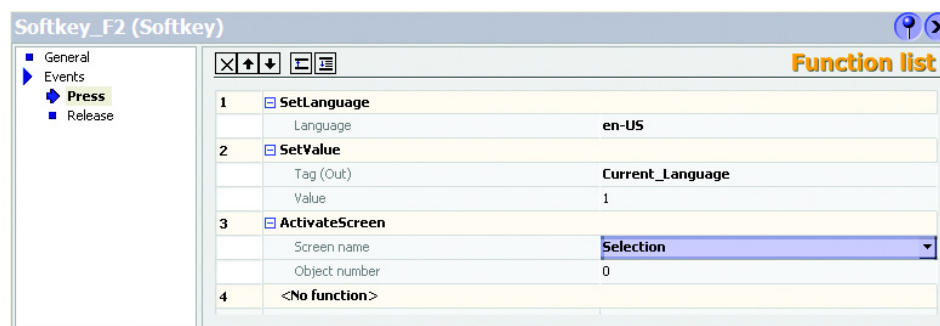 Softkey_F2 (Softkey)
General
Events
Press
Release
Function list
1 SetLanguage
Language en-US
2 SetValue
Tag (Out) Current_Language
Value 1
3 ActivateScreen
Screen name Selection
Object number 0
4 <No function>